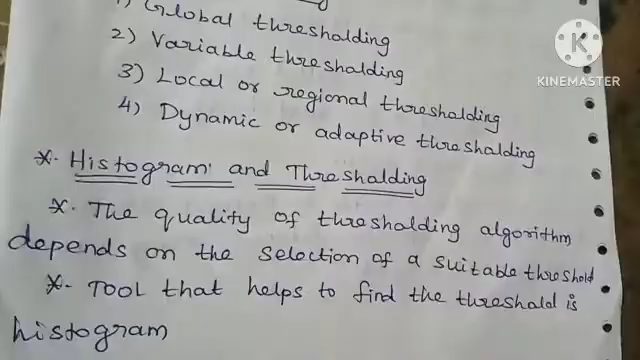 1) Global thresholding
2) Variable thresholding
3) Local or regional thresholding
4) Dynamic or adaptive thresholding
*. Histogram and Thresholding
*. The quality of thresholding algorithm
depends on the selection of a suitable threshold
*. TOOL that helps to find the threshold is
histogram
KINEMASTER